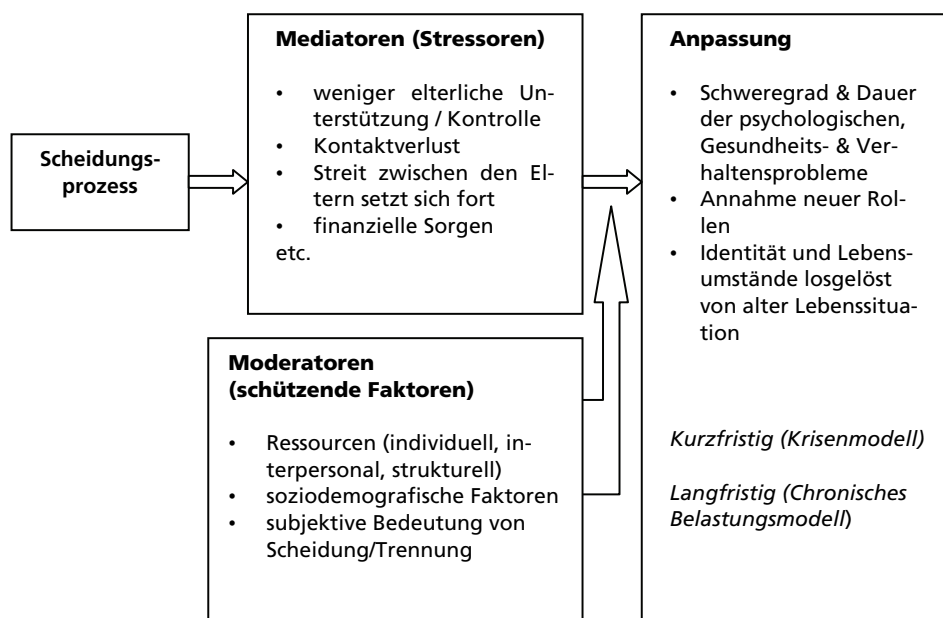 Scheidungs-
prozess
Mediatoren (Stressoren)
• weniger elterliche Un-
terstützung / Kontrolle
• Kontaktverlust
• Streit zwischen den El-
tern setzt sich fort
• finanzielle Sorgen
etc.
Moderatoren
(schützende Faktoren)
• Ressourcen (individuell, in-
terpersonal, strukturell)
• soziodemografische Faktoren
• subjektive Bedeutung von
Scheidung/Trennung
Anpassung
• Schweregrad & Dauer
der psychologischen,
Gesundheits- & Ver-
haltensprobleme
• Annahme neuer Rol-
len
• Identität und Lebens-
umstände losgelöst
von alter Lebenssitua-
tion
Kurzfristig (Krisenmodell)
Langfristig (Chronisches
Belastungsmodell)